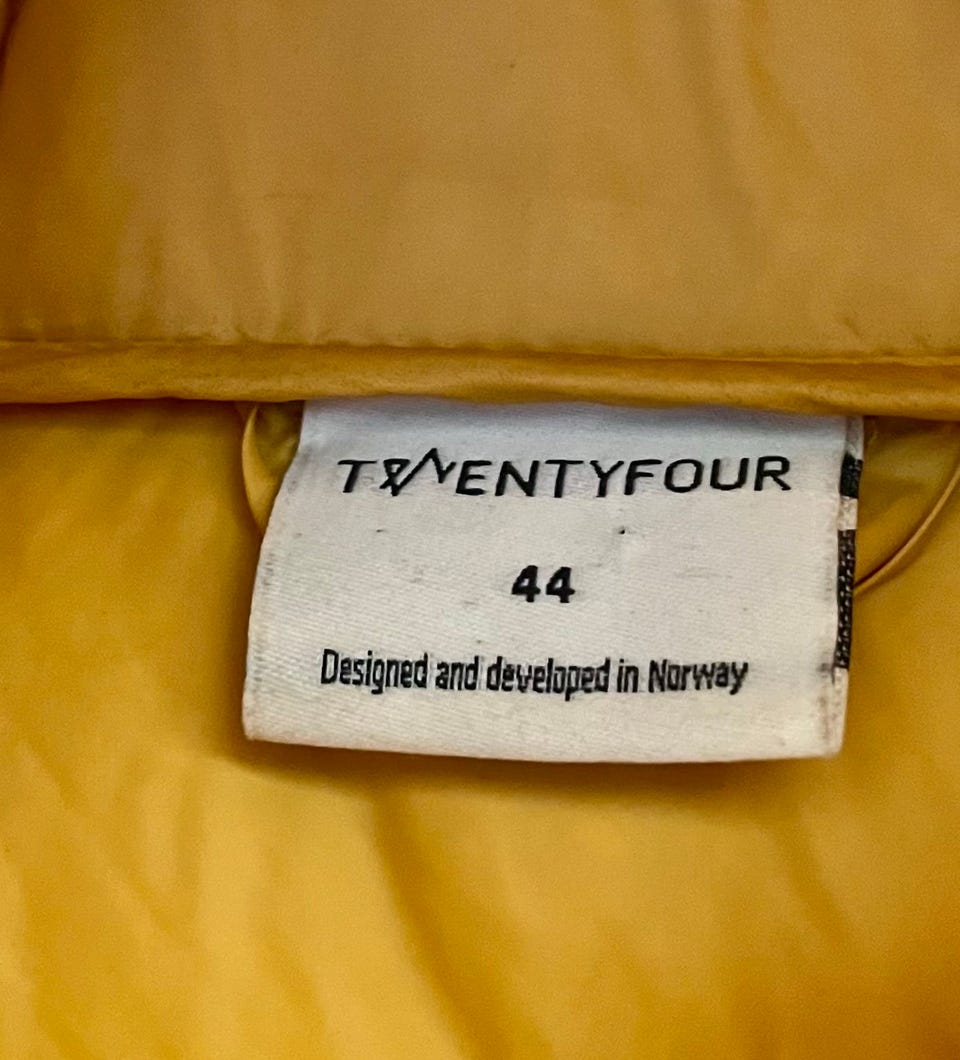 TWENTYFOUR
44
Designed and developed in Norway